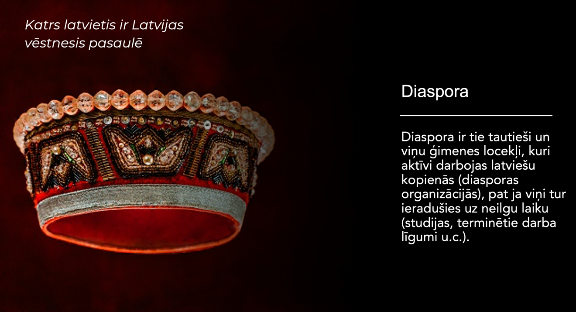 Katrs latvietis ir Latvijas
vēstnesis pasaulē
Diaspora
Diaspora ir tie tautieši un
viņu ģimenes locekļi, kuri
aktīvi darbojas latviešu
kopienās (diasporas
organizācijās), pat ja viņi tur
ieradušies uz neilgu laiku
(studijas, terminētie darba
līgumi u.c.).